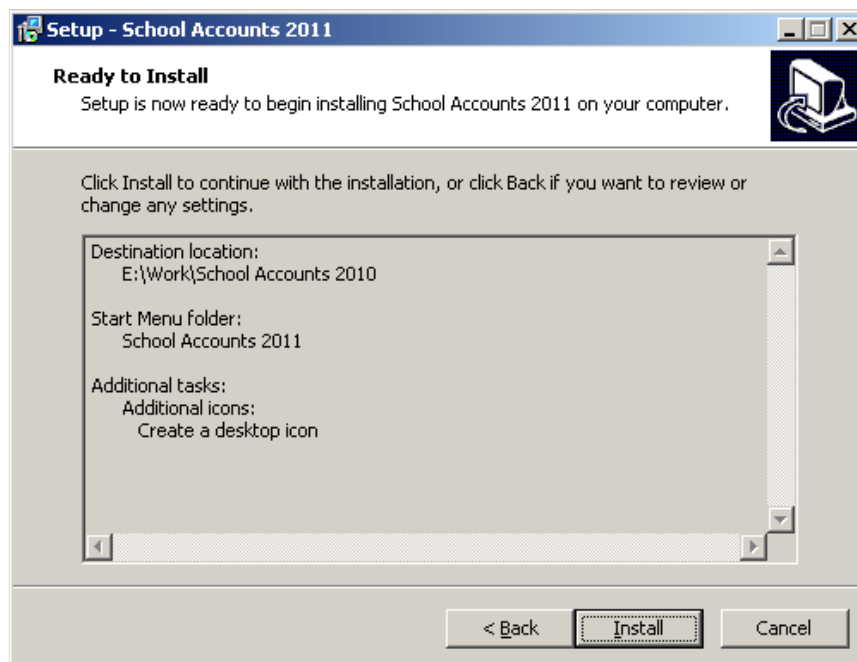 Setup - School Accounts 2011
Ready to Install
Setup is now ready to begin installing School Accounts 2011 on your computer.
Click Install to continue with the installation, or click Back if you want to review or
change any settings.
Destination location:
E:\Work\School Accounts 2010
Start Menu folder:
School Accounts 2011
Additional tasks:
Additional icons:
Create a desktop icon
< Back
Install
Cancel